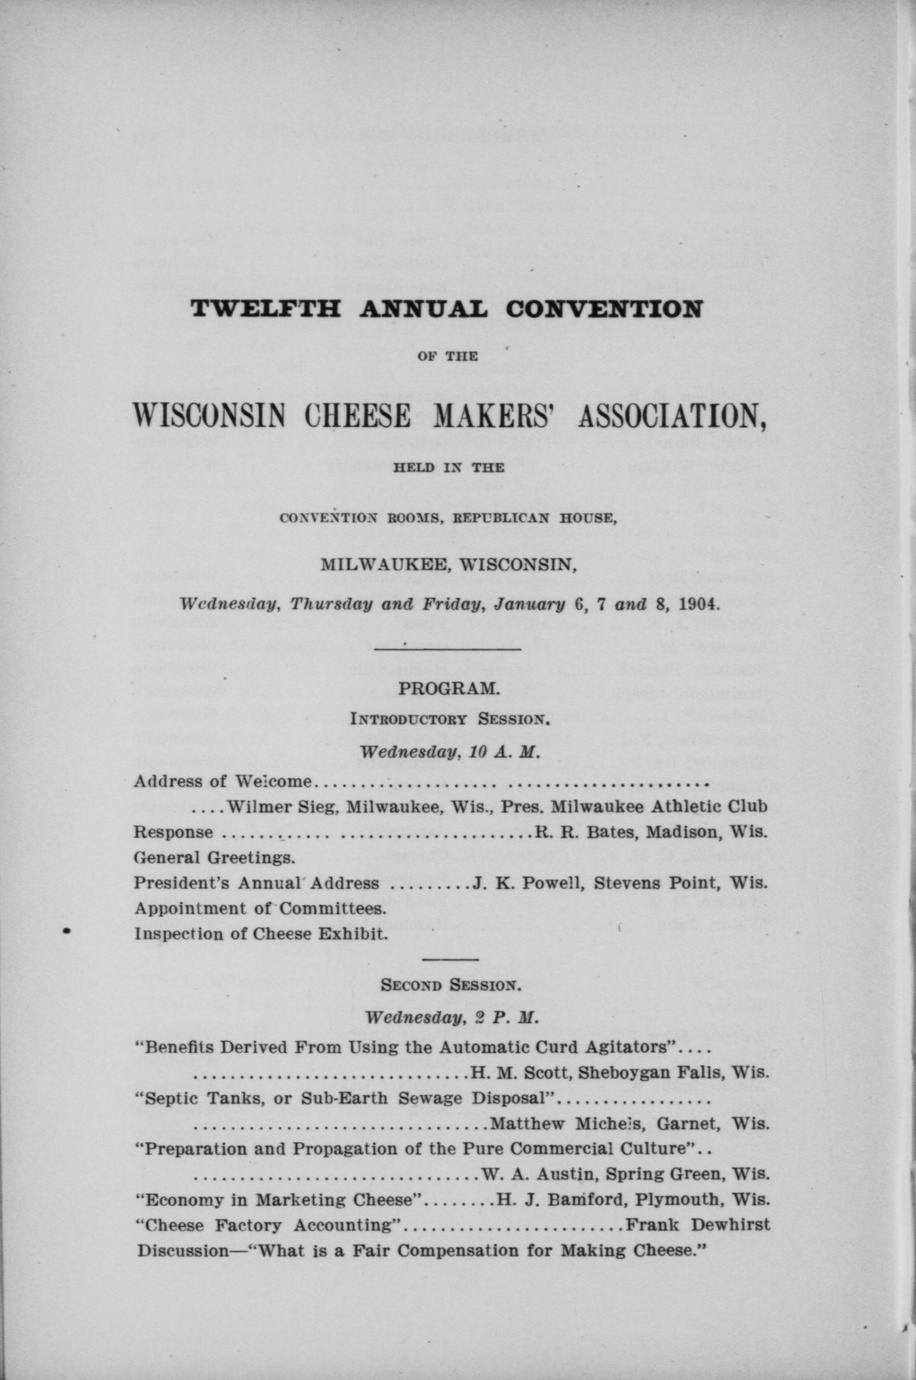 TWELFTH ANNUAL CONVENTION
OF THE
WISCONSIN CHEESE MAKERS' ASSOCIATION,
HELD IN THE
CONVENTION ROOMS, REPUBLICAN HOUSE,
MILWAUKEE, WISCONSIN,
Wednesday, Thursday and Friday, January 6, 7 and 8, 1904.
PROGRAM.
INTRODUCTORY SESSION.
Wednesday, 10 A. M.
Address of Welcome..........................................
....Wilmer Sieg, Milwaukee, Wis., Pres. Milwaukee Athletic Club
Response .................................R. R. Bates, Madison, Wis.
General Greetings.
President's Annual Address .........J. K. Powell, Stevens Point, Wis.
Appointment of Committees.
Inspection of Cheese Exhibit.
SECOND SESSION.
Wednesday, 2 P. M.
"Benefits Derived From Using the Automatic Curd Agitators"....
..............................H. M. Scott, Sheboygan Falls, Wis.
"Septic Tanks, or Sub-Earth Sewage Disposal".................
................................Matthew Michels, Garnet, Wis.
"Preparation and Propagation of the Pure Commercial Culture"..
...............................W. A. Austin, Spring Green, Wis.
"Economy in Marketing Cheese"........H. J. Bamford, Plymouth, Wis.
"Cheese Factory Accounting"........................Frank Dewhirst
Discussion—"What is a Fair Compensation for Making Cheese."